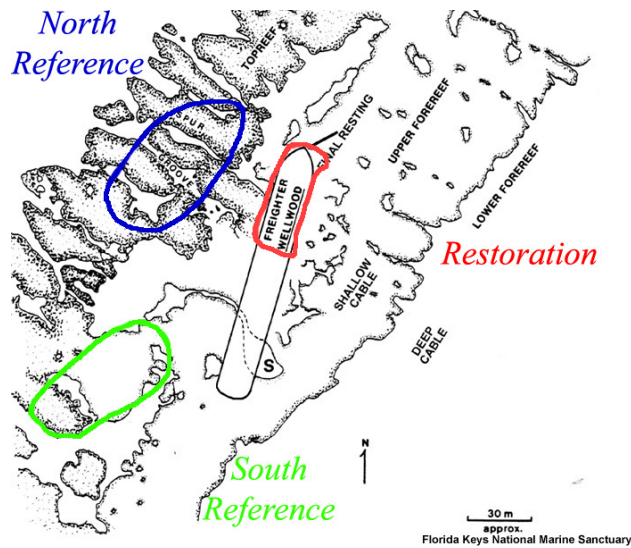 North
Reference
TOPREEF
SPUR
GROOVE
FINAL RESTING
UPPER FOREREEF
LOWER FOREREEF
FREIGHTER
WELLWOOD
Restoration
SHALLOW
CABLE
DEEP
CABLE
S
South
Reference
N
30 m
approx.
Florida Keys National Marine Sanctuary